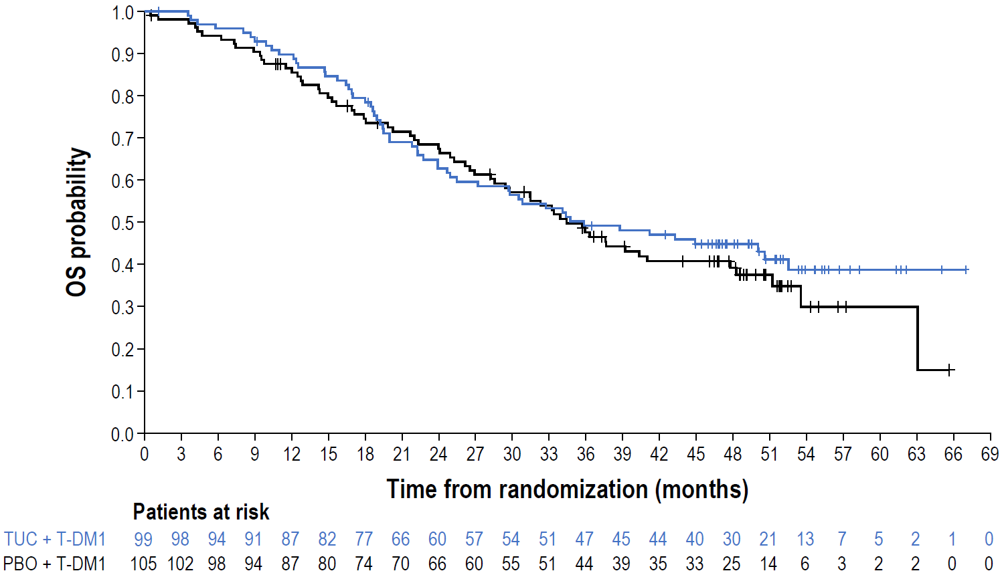 OS probability
1.0
0.9
0.8
0.7
0.6
0.5
0.4
0.3
0.2
0.1
0.0
0 3 6 9 12 15 18 21 24 27 30 33 36 39 42 45 48 51 54 57 60 63 66 69
Time from randomization (months)
Patients at risk
TUC + T-DM1 99 98 94 91 87 82 77 66 60 57 54 51 47 45 44 40 30 21 13 7 5 2 1 0
PBO + T-DM1 105 102 98 94 87 80 74 70 66 60 55 51 44 39 35 33 25 14 6 3 2 2 0 0